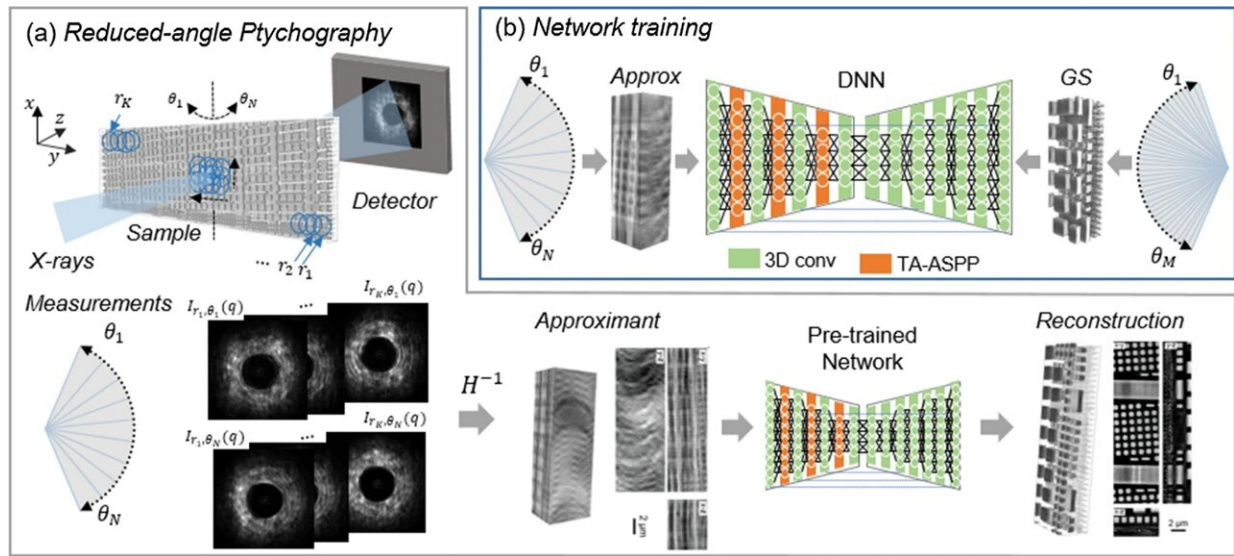 (a) Reduced-angle Ptychography
x
z
y
r_K
θ_1
θ_N
Detector
Sample
X-rays
... r_2 r_1
Measurements
θ_1
θ_N
I_{r_1,θ_1}(q)
...
I_{r_K,θ_1}(q)
I_{r_1,θ_N}(q)
...
I_{r_K,θ_N}(q)
H^{-1}
(b) Network training
θ_1
θ_N
Approx
DNN
GS
θ_1
θ_M
3D conv
TA-ASPP
Approximant
2 μm
Pre-trained
Network
Reconstruction
2 μm